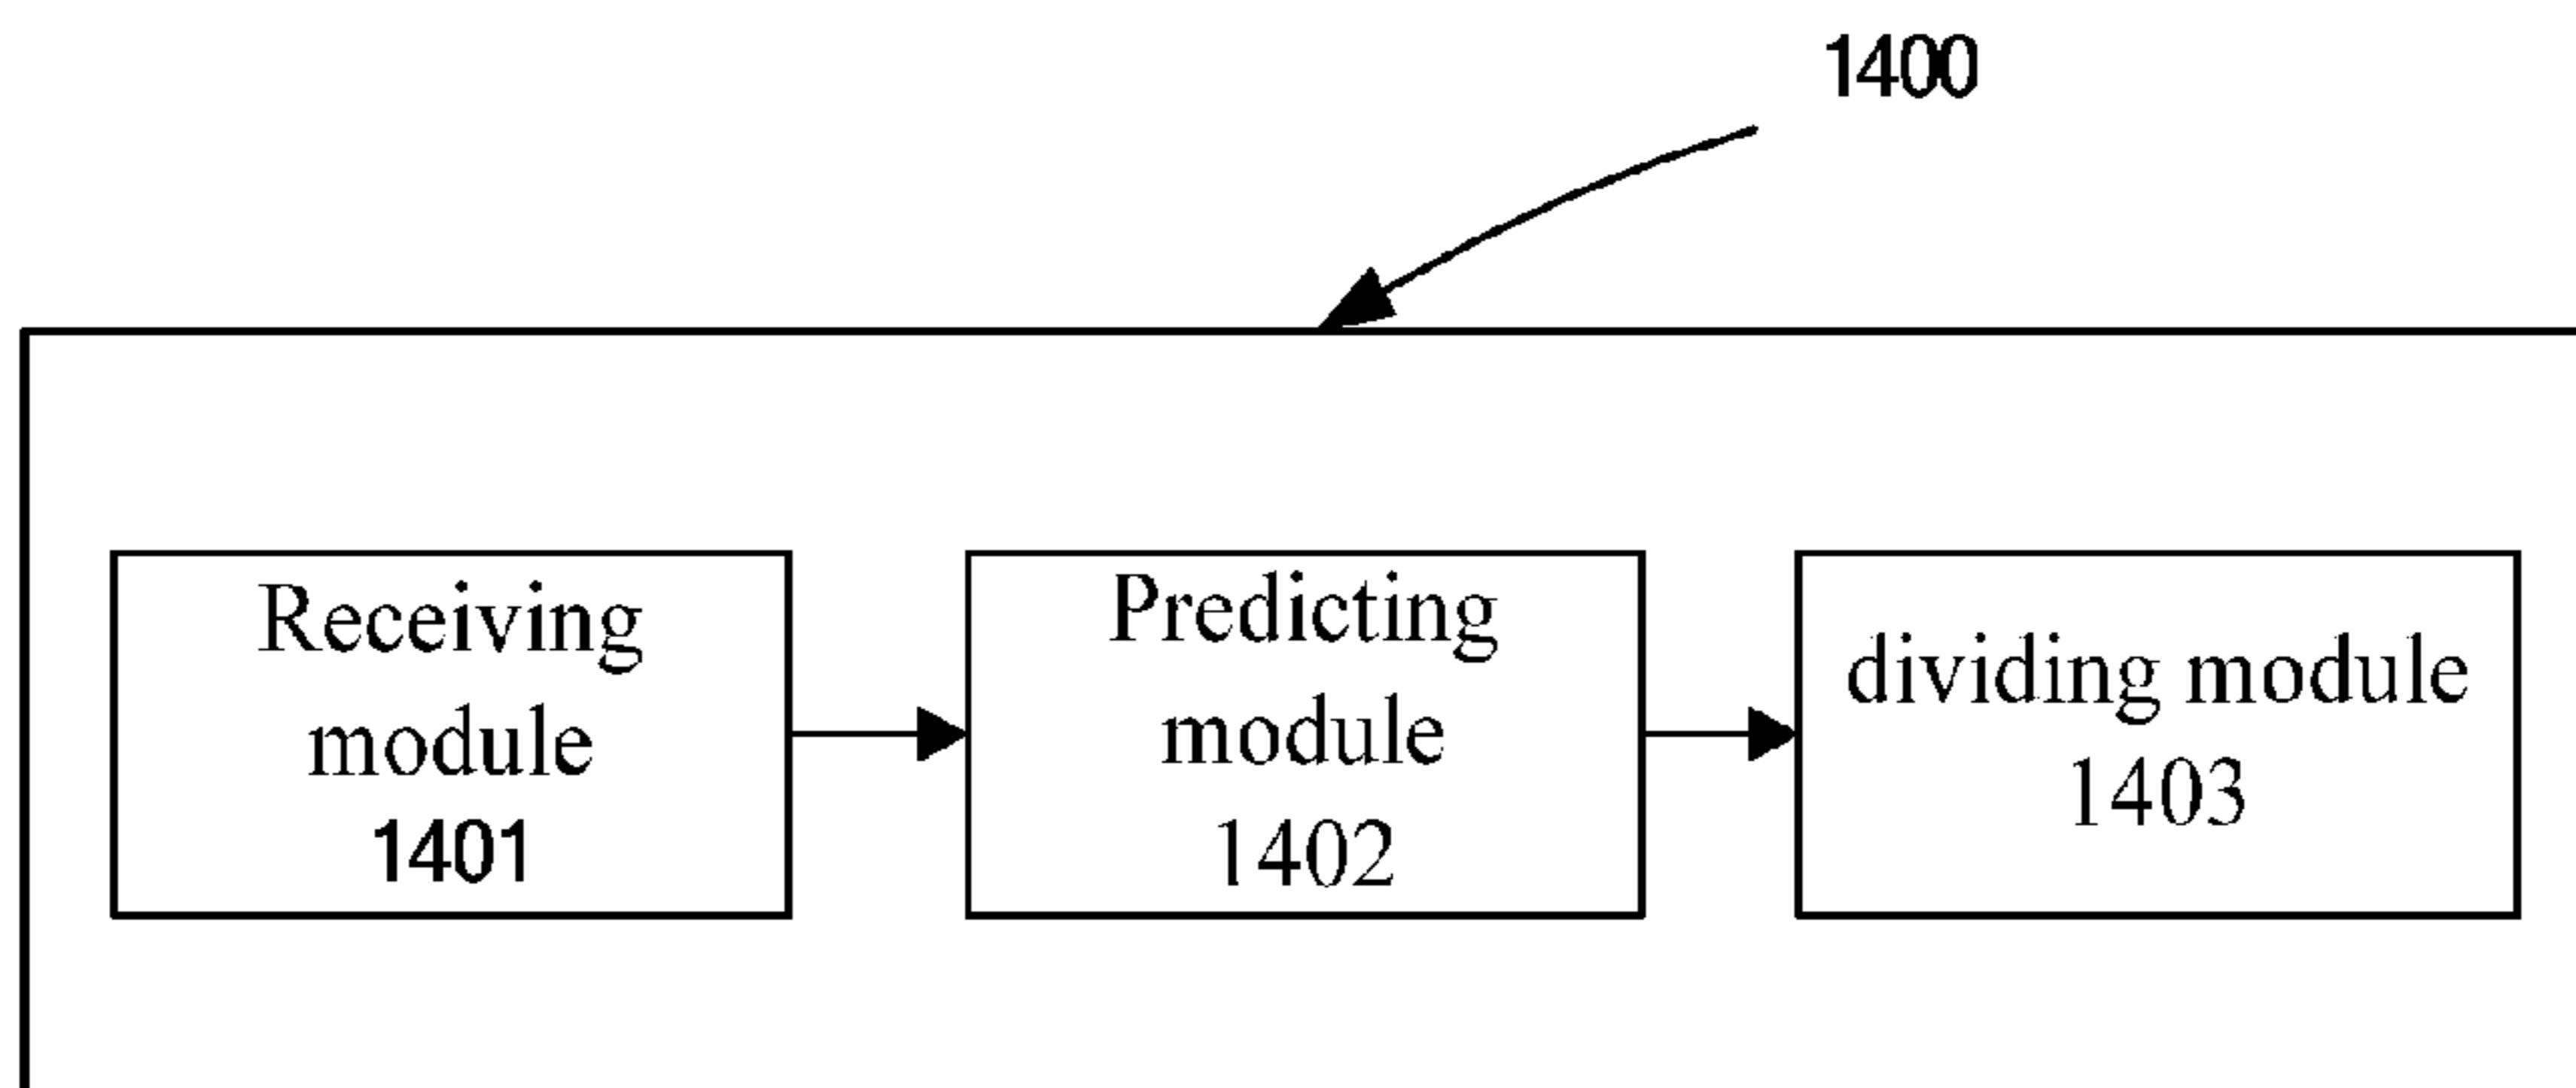 1400
Receiving
module
1401
Predicting
module
1402
dividing module
1403